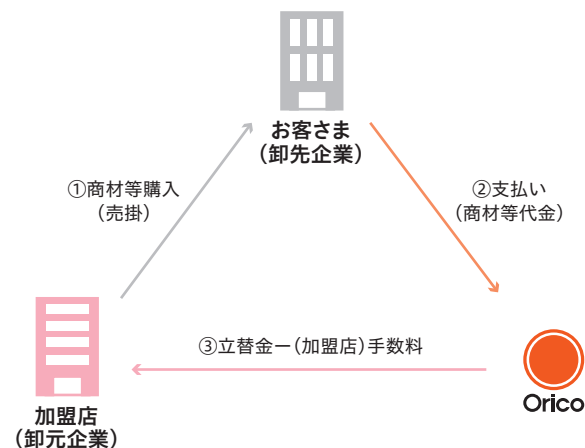 お客さま
（卸先企業）
①商材等購入
（売掛）
②支払い
（商材等代金）
③立替金ー（加盟店）手数料
加盟店
（卸元企業）
Orico